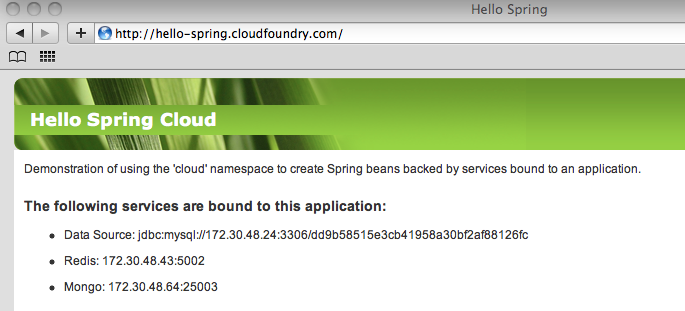 Hello Spring
http://hello-spring.cloudfoundry.com/
Hello Spring Cloud
Demonstration of using the 'cloud' namespace to create Spring beans backed by services bound to an application.
The following services are bound to this application:
• Data Source: jdbc:mysql://172.30.48.24:3306/dd9b58515e3cb41958a30bf2af88126fc
• Redis: 172.30.48.43:5002
• Mongo: 172.30.48.64:25003